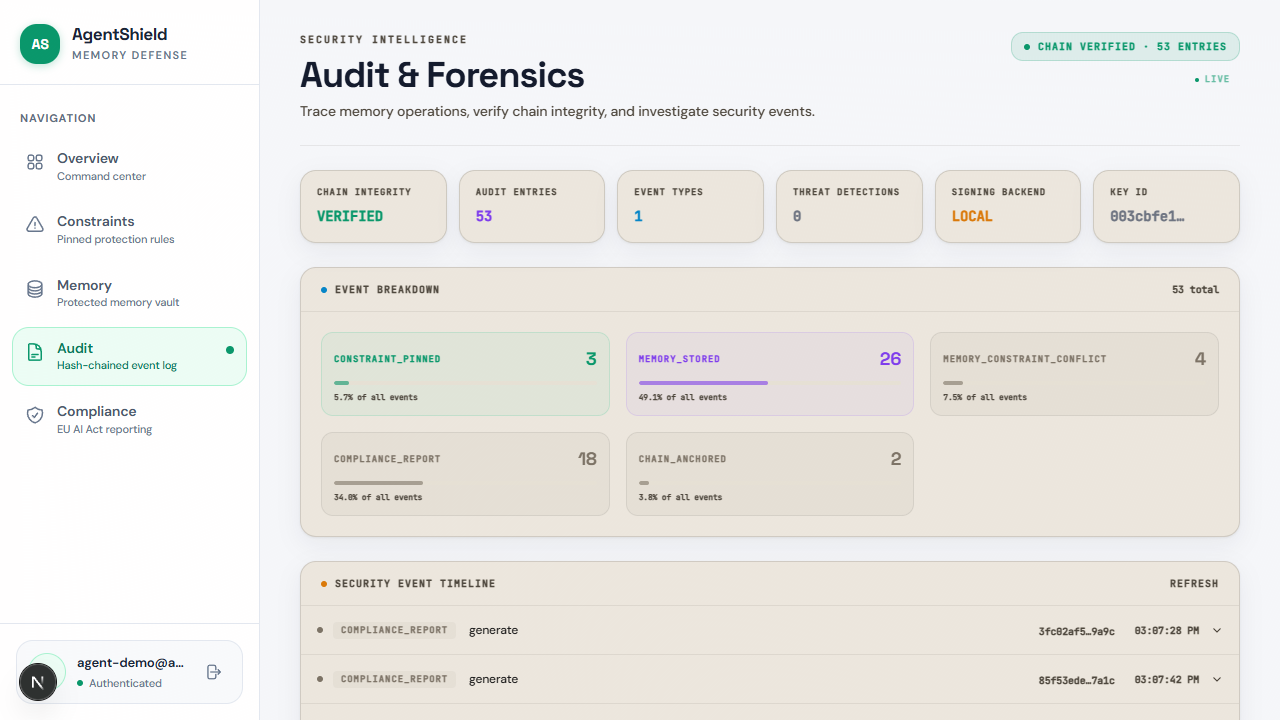 AS
AgentShield
MEMORY DEFENSE
NAVIGATION
Overview
Command center
Constraints
Pinned protection rules
Memory
Protected memory vault
Audit
Hash-chained event log
Compliance
EU AI Act reporting
agent-demo@a...
Authenticated
N
SECURITY INTELLIGENCE
Audit & Forensics
Trace memory operations, verify chain integrity, and investigate security events.
CHAIN VERIFIED · 53 ENTRIES
LIVE
CHAIN INTEGRITY
VERIFIED
AUDIT ENTRIES
53
EVENT TYPES
1
THREAT DETECTIONS
0
SIGNING BACKEND
LOCAL
KEY ID
003cbfe1…
EVENT BREAKDOWN
53 total
CONSTRAINT_PINNED
3
5.7% of all events
MEMORY_STORED
26
49.1% of all events
MEMORY_CONSTRAINT_CONFLICT
4
7.5% of all events
COMPLIANCE_REPORT
18
34.0% of all events
CHAIN_ANCHORED
2
3.8% of all events
SECURITY EVENT TIMELINE
REFRESH
COMPLIANCE_REPORT generate 3fc02af5…9a9c 03:07:28 PM
COMPLIANCE_REPORT generate 85f53ede…7a1c 03:07:42 PM